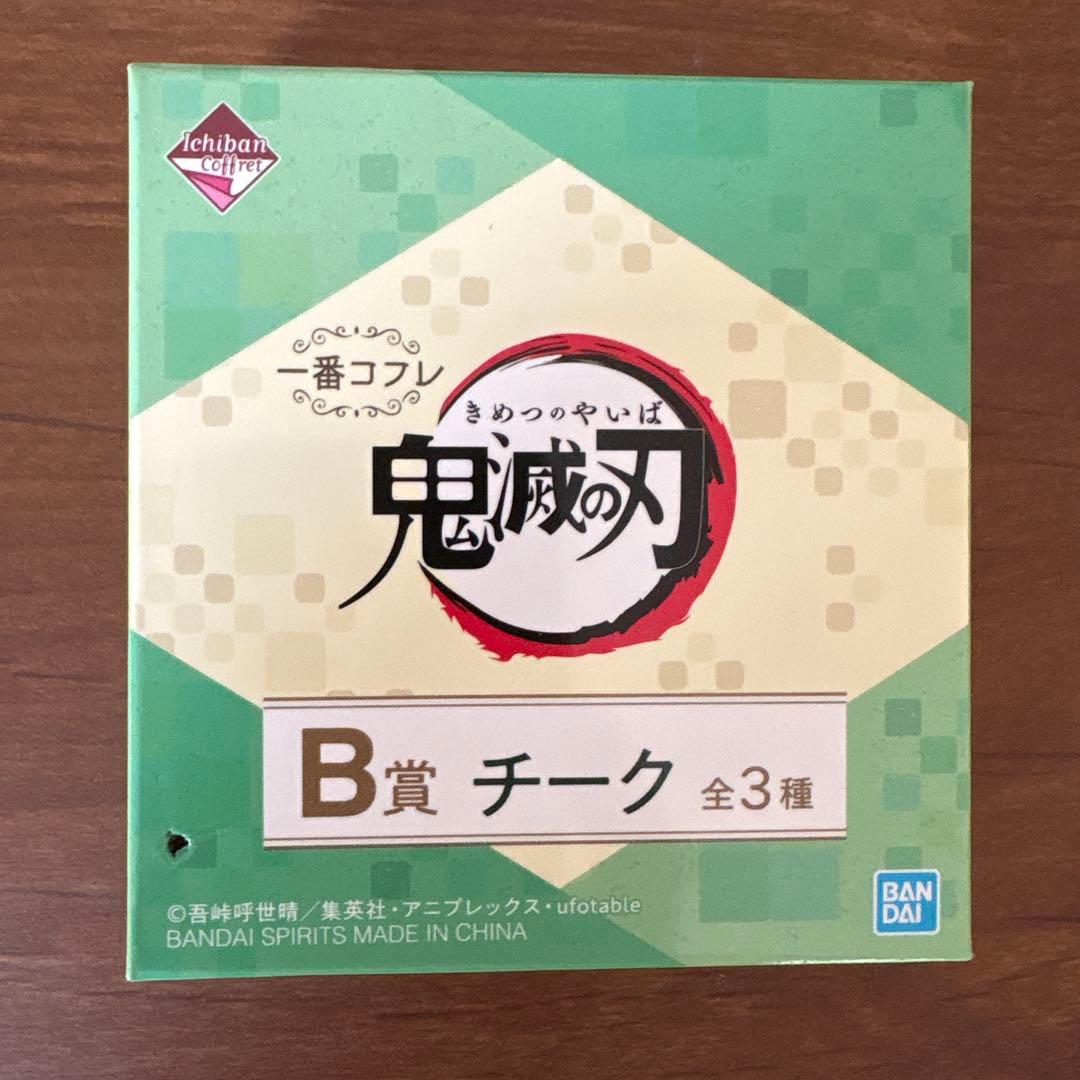 Ichiban
Coffret
一番コフレ
きめつのやいば
鬼滅の刃
B賞 チーク 全3種
©吾峠呼世晴／集英社・アニプレックス・ufotable
BANDAI SPIRITS MADE IN CHINA
BAN
DAI